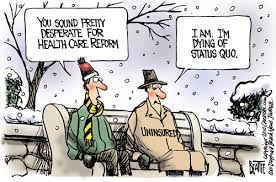 YOU SOUND PRETTY
DESPERATE FOR
HEALTH CARE REFORM
I AM. I'M
DYING OF
STATUS QUO.
UNINSURED